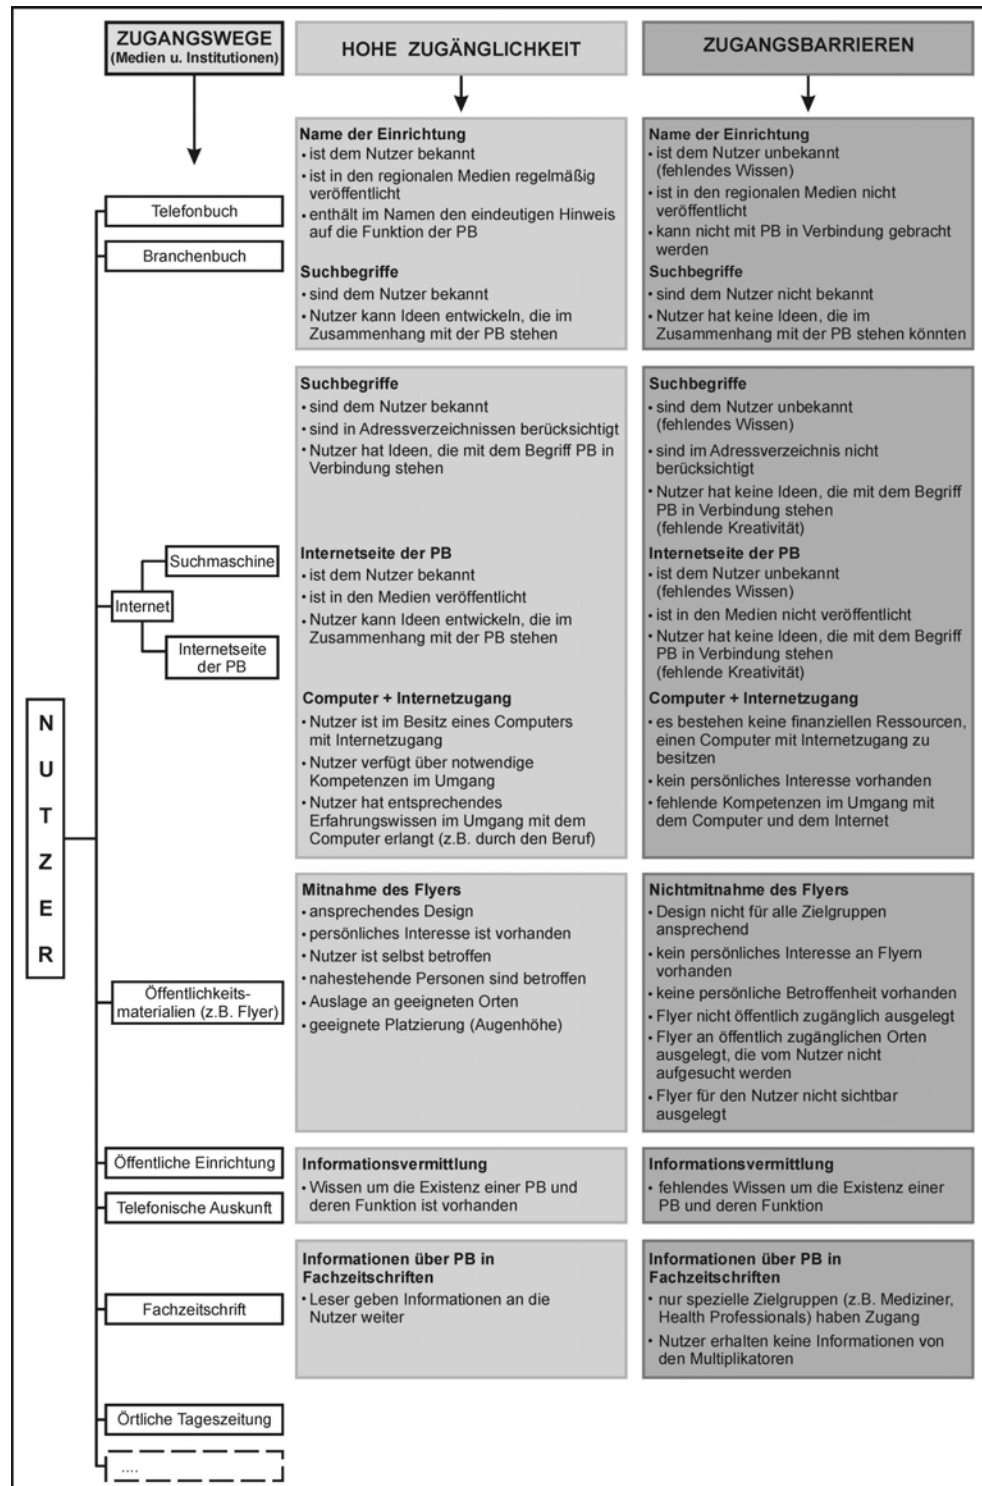 ZUGANGSWEGE
(Medien u. Institutionen)
HOHE ZUGÄNGLICHKEIT
ZUGANGSBARRIEREN
NUTZER
Telefonbuch
Branchenbuch
Name der Einrichtung
• ist dem Nutzer bekannt
• ist in den regionalen Medien regelmäßig
veröffentlicht
• enthält im Namen den eindeutigen Hinweis
auf die Funktion der PB
Suchbegriffe
• sind dem Nutzer bekannt
• Nutzer kann Ideen entwickeln, die im
Zusammenhang mit der PB stehen
Name der Einrichtung
• ist dem Nutzer unbekannt
(fehlendes Wissen)
• ist in den regionalen Medien nicht
veröffentlicht
• kann nicht mit PB in Verbindung gebracht
werden
Suchbegriffe
• sind dem Nutzer nicht bekannt
• Nutzer hat keine Ideen, die im
Zusammenhang mit der PB stehen könnten
Suchmaschine
Internet
Internetseite
der PB
Suchbegriffe
• sind dem Nutzer bekannt
• sind in Adressverzeichnissen berücksichtigt
• Nutzer hat Ideen, die mit dem Begriff PB in
Verbindung stehen
Internetseite der PB
• ist dem Nutzer bekannt
• ist in den Medien veröffentlicht
• Nutzer kann Ideen entwickeln, die im
Zusammenhang mit der PB stehen
Computer + Internetzugang
• Nutzer ist im Besitz eines Computers
mit Internetzugang
• Nutzer verfügt über notwendige
Kompetenzen im Umgang
• Nutzer hat entsprechendes
Erfahrungswissen im Umgang mit dem
Computer erlangt (z.B. durch den Beruf)
Suchbegriffe
• sind dem Nutzer unbekannt
(fehlendes Wissen)
• sind im Adressverzeichnis nicht
berücksichtigt
• Nutzer hat keine Ideen, die mit dem Begriff
PB in Verbindung stehen
(fehlende Kreativität)
Internetseite der PB
• ist dem Nutzer unbekannt
(fehlendes Wissen)
• ist in den Medien nicht veröffentlicht
• Nutzer hat keine Ideen, die mit dem Begriff
PB in Verbindung stehen
(fehlende Kreativität)
Computer + Internetzugang
• es bestehen keine finanziellen Ressourcen,
einen Computer mit Internetzugang zu
besitzen
• kein persönliches Interesse vorhanden
• fehlende Kompetenzen im Umgang mit
dem Computer und dem Internet
Öffentlichkeits-
materialien (z.B. Flyer)
Mitnahme des Flyers
• ansprechendes Design
• persönliches Interesse ist vorhanden
• Nutzer ist selbst betroffen
• nahestehende Personen sind betroffen
• Auslage an geeigneten Orten
• geeignete Platzierung (Augenhöhe)
Nichtmitnahme des Flyers
• Design nicht für alle Zielgruppen
ansprechend
• kein persönliches Interesse an Flyern
vorhanden
• keine persönliche Betroffenheit vorhanden
• Flyer nicht öffentlich zugänglich ausgelegt
• Flyer an öffentlich zugänglichen Orten
ausgelegt, die vom Nutzer nicht
aufgesucht werden
• Flyer für den Nutzer nicht sichtbar
ausgelegt
Öffentliche Einrichtung
Telefonische Auskunft
Informationsvermittlung
• Wissen um die Existenz einer PB und
deren Funktion ist vorhanden
Informationsvermittlung
• fehlendes Wissen um die Existenz einer
PB und deren Funktion
Fachzeitschrift
Informationen über PB in
Fachzeitschriften
• Leser geben Informationen an die
Nutzer weiter
Informationen über PB in
Fachzeitschriften
• nur spezielle Zielgruppen (z.B. Mediziner,
Health Professionals) haben Zugang
• Nutzer erhalten keine Informationen von
den Multiplikatoren
Örtliche Tageszeitung
....